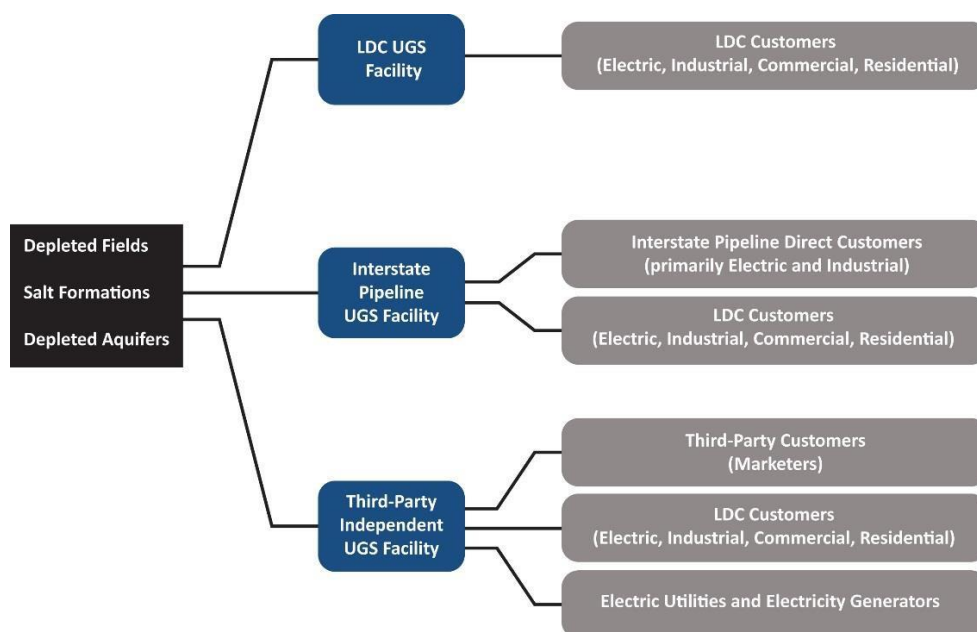 LDC UGS
Facility
LDC Customers
(Electric, Industrial, Commercial, Residential)
Depleted Fields
Salt Formations
Depleted Aquifers
Interstate
Pipeline
UGS Facility
Interstate Pipeline Direct Customers
(primarily Electric and Industrial)
LDC Customers
(Electric, Industrial, Commercial, Residential)
Third-Party
Independent
UGS Facility
Third-Party Customers
(Marketers)
LDC Customers
(Electric, Industrial, Commercial, Residential)
Electric Utilities and Electricity Generators